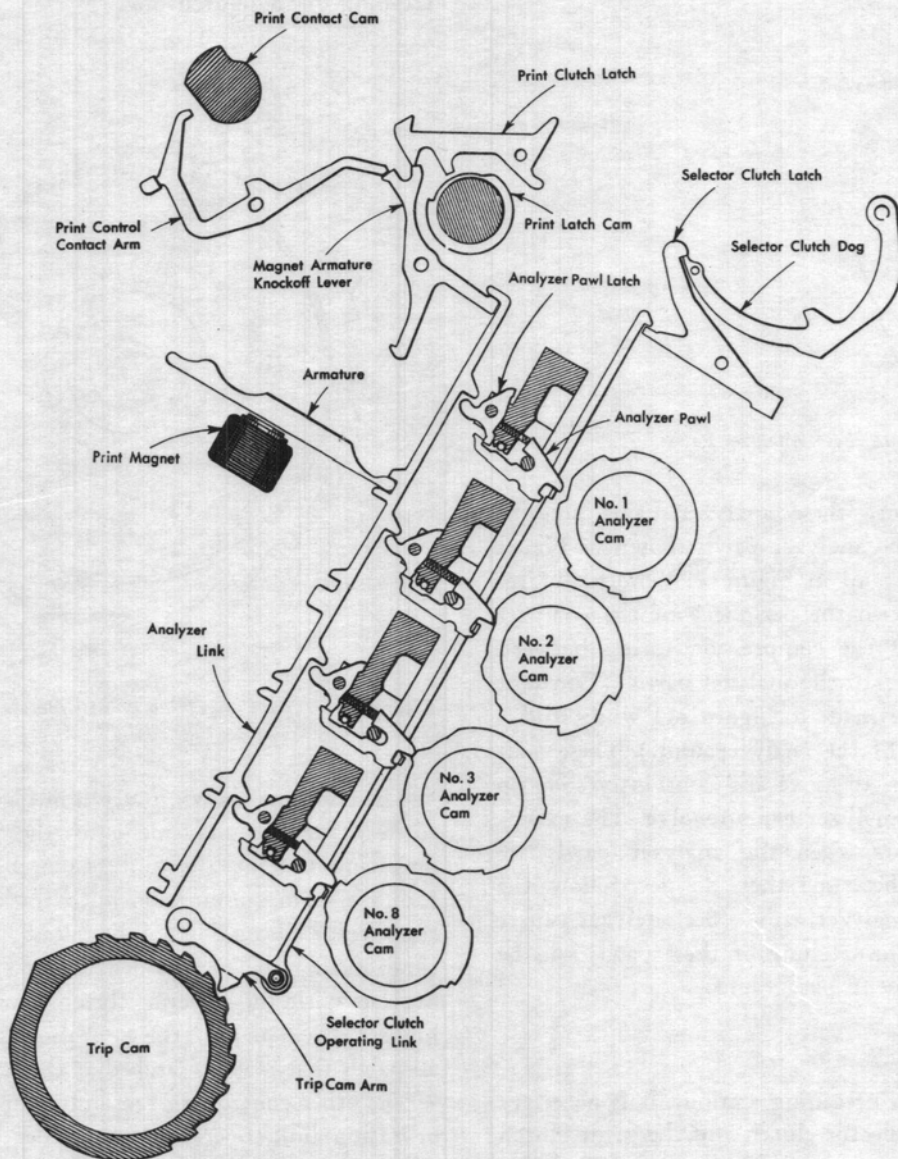 Print Contact Cam
Print Clutch Latch
Selector Clutch Latch
Print Control
Contact Arm
Print Latch Cam
Selector Clutch Dog
Magnet Armature
Knockoff Lever
Analyzer Pawl Latch
Armature
Analyzer Pawl
Print Magnet
No. 1
Analyzer
Cam
No. 2
Analyzer
Cam
Analyzer
Link
No. 3
Analyzer
Cam
No. 8
Analyzer
Cam
Selector Clutch
Operating Link
Trip Cam
Trip Cam Arm